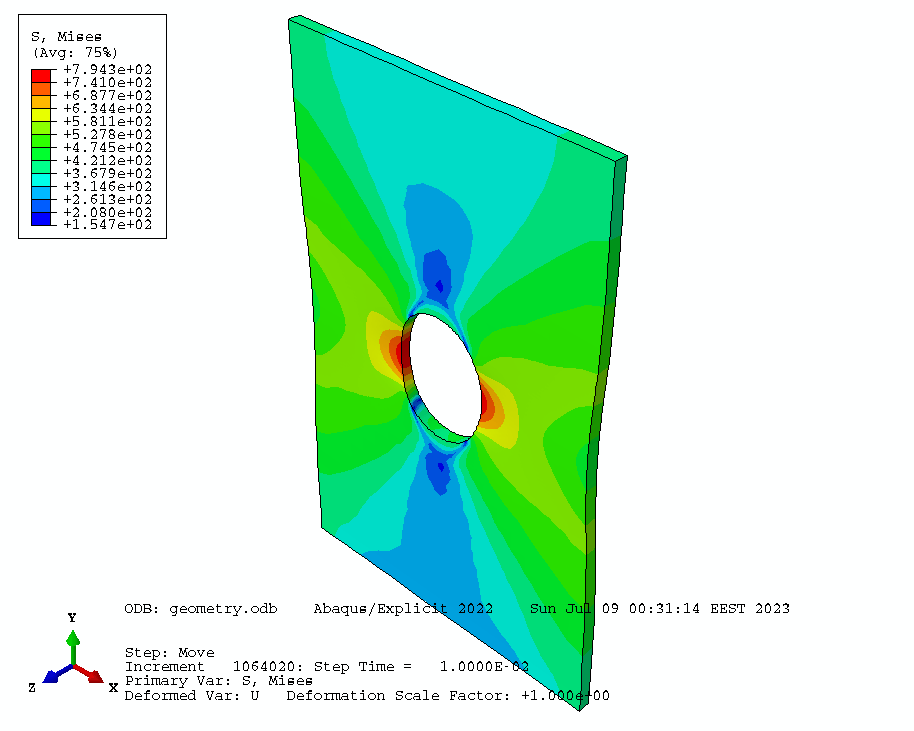 S, Mises
(Avg: 75%)
+7.943e+02
+7.410e+02
+6.877e+02
+6.344e+02
+5.811e+02
+5.278e+02
+4.745e+02
+4.212e+02
+3.679e+02
+3.146e+02
+2.613e+02
+2.080e+02
+1.547e+02
ODB: geometry.odb    Abaqus/Explicit 2022    Sun Jul 09 00:31:14 EEST 2023
Y
Z
X
Step: Move
Increment   1064020: Step Time =   1.0000E-02
Primary Var: S, Mises
Deformed Var: U   Deformation Scale Factor: +1.000e+00